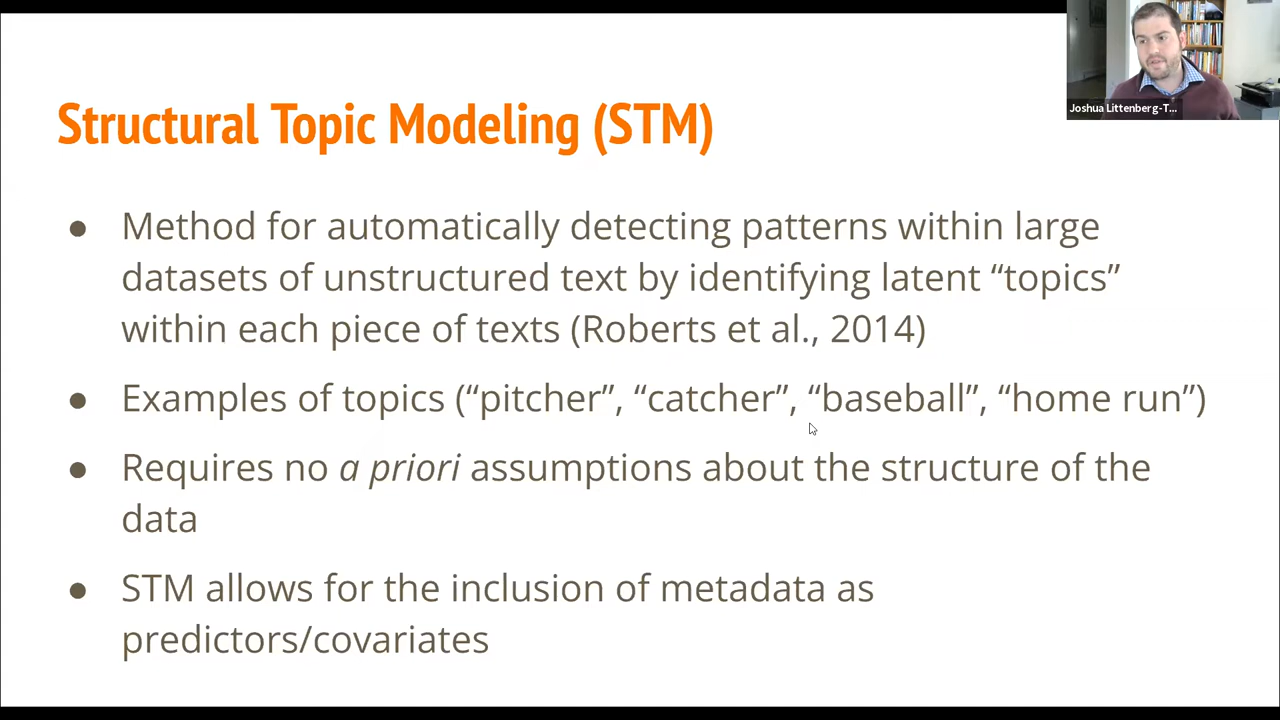 Joshua Littenberg-T...
Structural Topic Modeling (STM)
● Method for automatically detecting patterns within large
datasets of unstructured text by identifying latent “topics”
within each piece of texts (Roberts et al., 2014)
● Examples of topics (“pitcher”, “catcher”, “baseball”, “home run”)
● Requires no a priori assumptions about the structure of the
data
● STM allows for the inclusion of metadata as
predictors/covariates